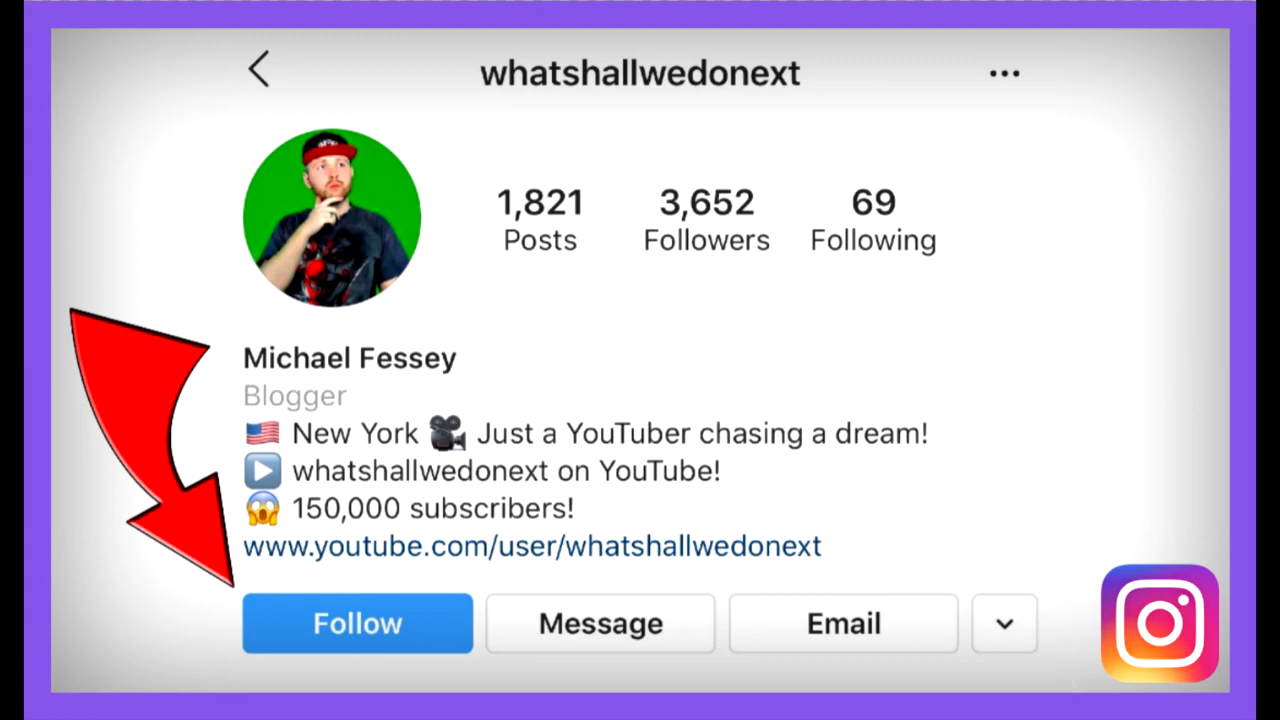 whatshallwedonext
1,821 3,652 69
Posts Followers Following
Michael Fessey
Blogger
🇺🇸 New York 🎥 Just a YouTuber chasing a dream!
▶️ whatshallwedonext on YouTube!
😱 150,000 subscribers!
www.youtube.com/user/whatshallwedonext
Follow Message Email